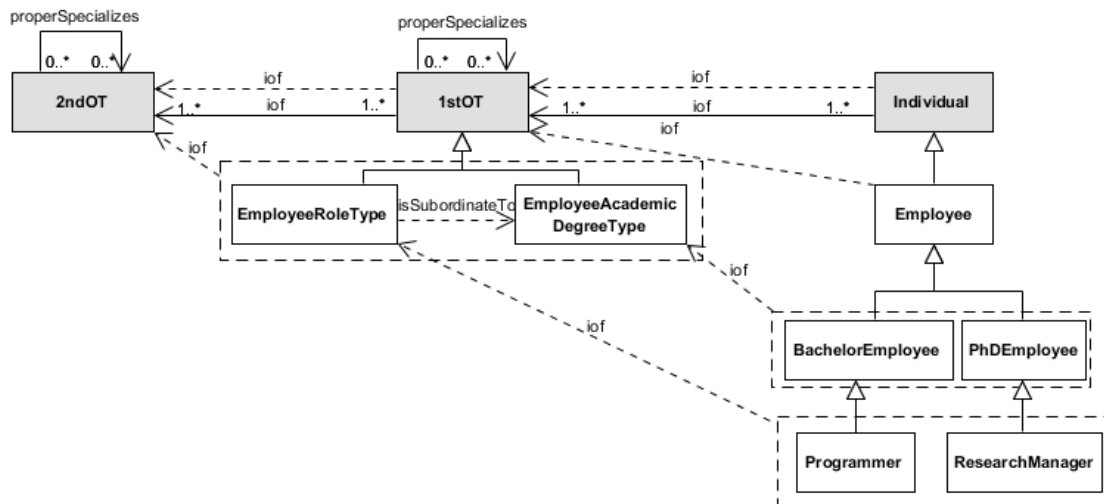 properSpecializes
properSpecializes
0..* 0..*
0..* 0..*
iof
iof
2ndOT
1stOT
Individual
1..*
iof
1..*
1..*
iof
1..*
iof
iof
EmployeeRoleType
isSubordinateTo
EmployeeAcademic
DegreeType
Employee
iof
iof
BachelorEmployee
PhDEmployee
Programmer
ResearchManager